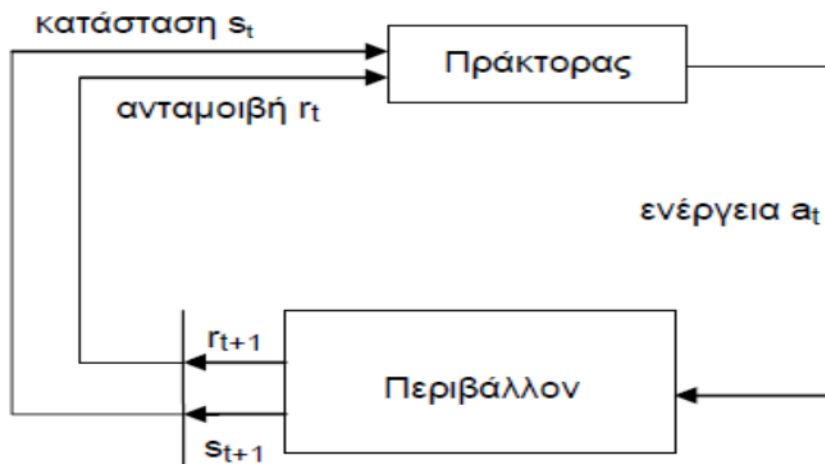 κατάσταση sₜ
Πράκτορας
ανταμοιβή rₜ
ενέργεια aₜ
rₜ₊₁
Περιβάλλον
sₜ₊₁